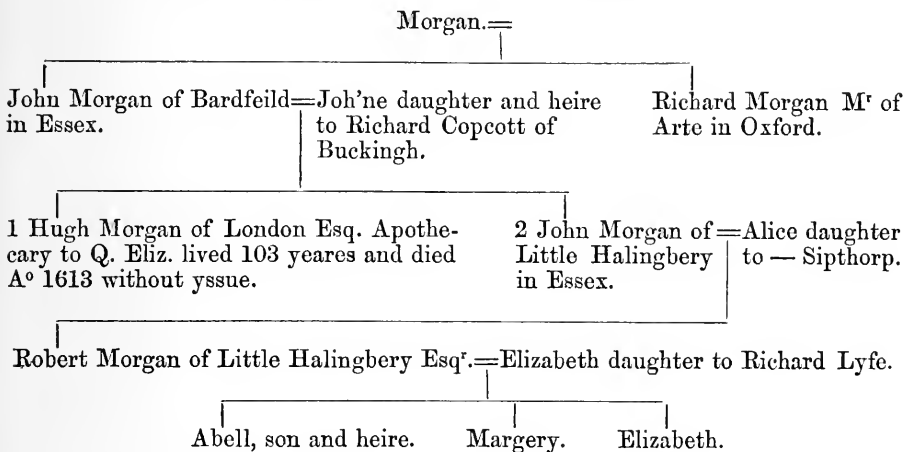 Morgan.=
John Morgan of Bardfeild=Joh'ne daughter and heire
in Essex.
to Richard Copcott of
Buckingh.
Richard Morgan Mʳ of
Arte in Oxford.
1 Hugh Morgan of London Esq. Apothe-
cary to Q. Eliz. lived 103 yeares and died
Aº 1613 without yssue.
2 John Morgan of=Alice daughter
Little Halingbery
in Essex.
to — Sipthorp.
Robert Morgan of Little Halingbery Esqʳ.=Elizabeth daughter to Richard Lyfe.
Abell, son and heire.
Margery.
Elizabeth.